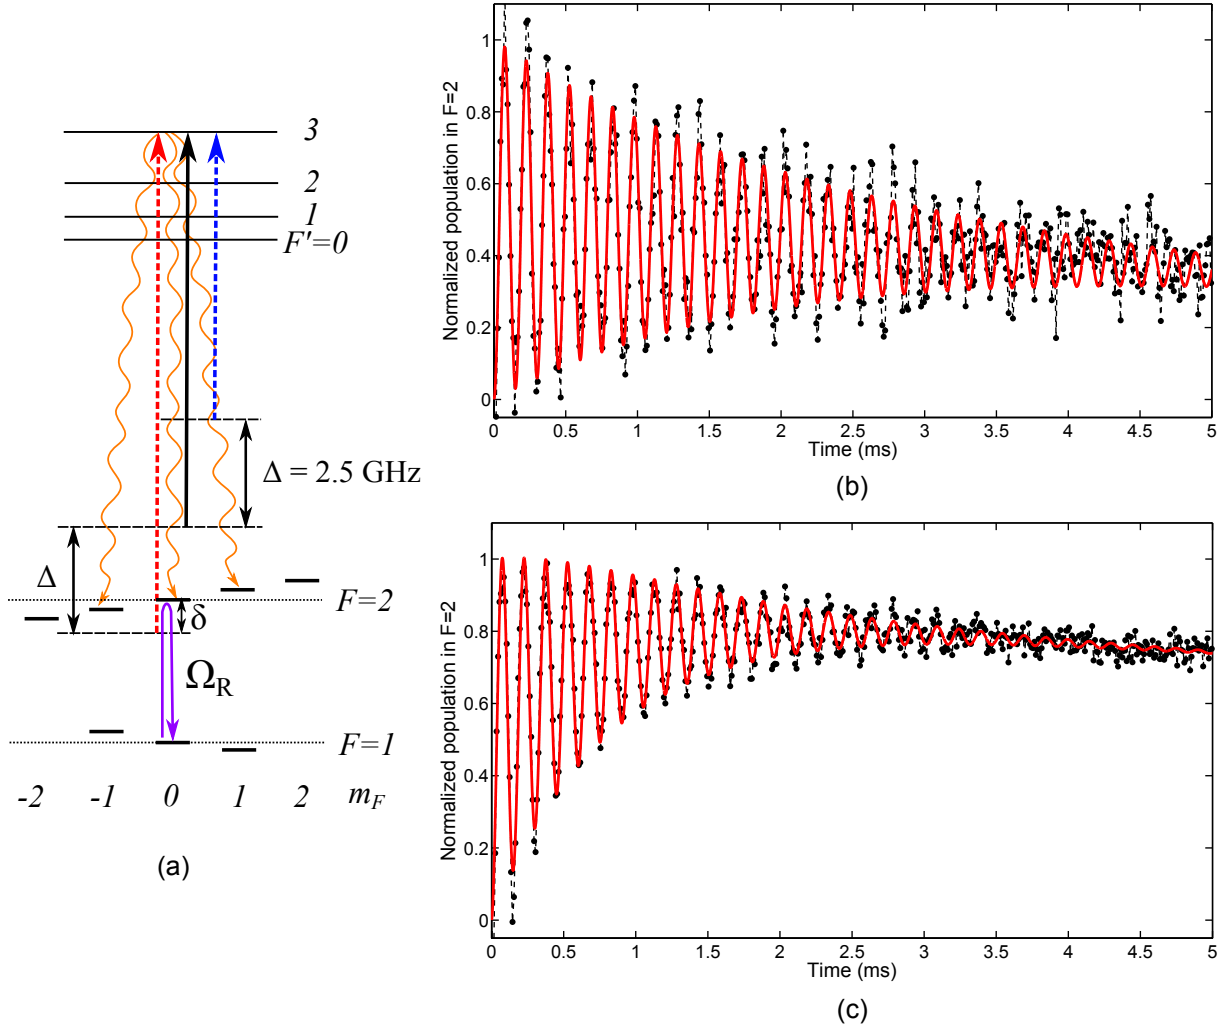 3
2
1
F'=0
Δ = 2.5 GHz
Δ
δ
F=2
Ω_R
F=1
-2 -1 0 1 2 m_F
(a)
Normalized population in F=2
1
0.8
0.6
0.4
0.2
0
0 0.5 1 1.5 2 2.5 3 3.5 4 4.5 5
Time (ms)
(b)
Normalized population in F=2
1
0.8
0.6
0.4
0.2
0
0 0.5 1 1.5 2 2.5 3 3.5 4 4.5 5
Time (ms)
(c)